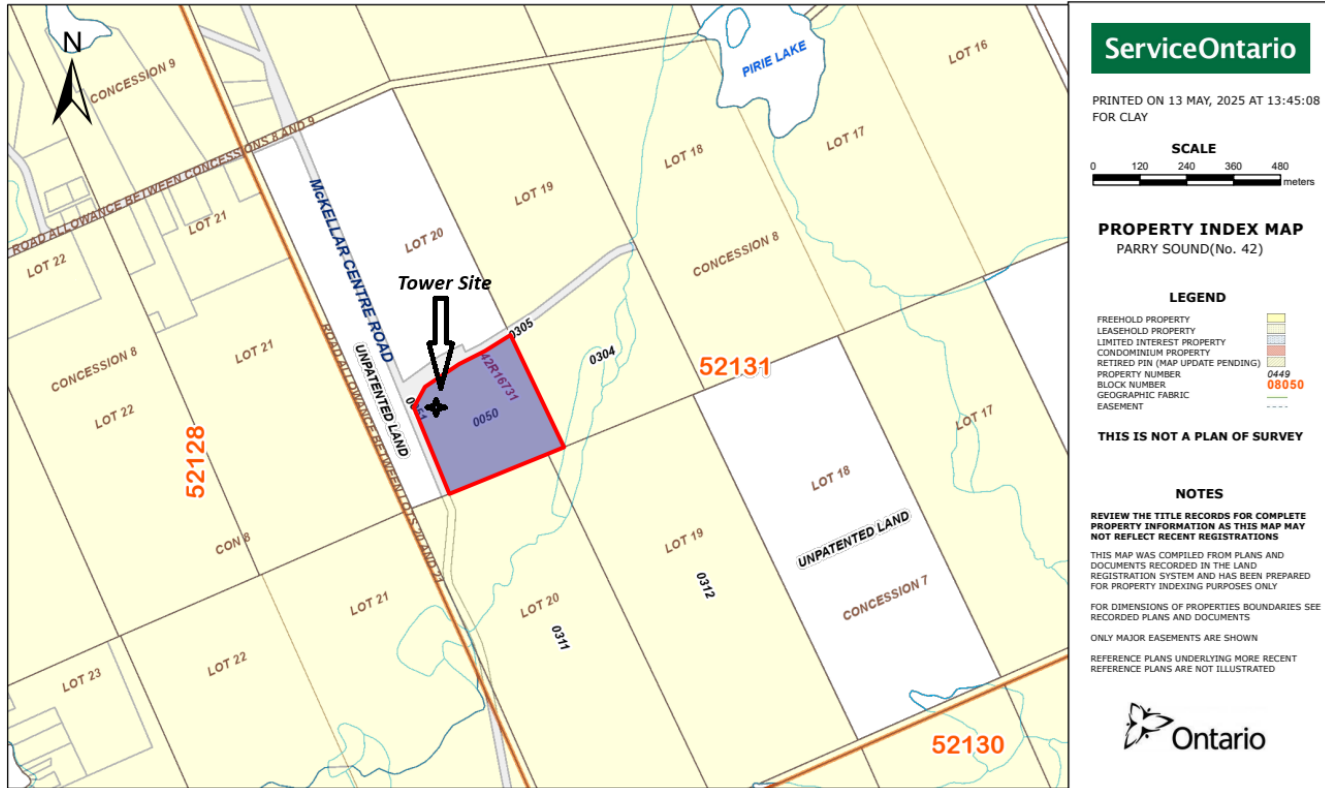 N
CONCESSION 9
ROAD ALLOWANCE BETWEEN CONCESSIONS 8 AND 9
LOT 22
LOT 21
CONCESSION 8
LOT 22
LOT 21
52128
CON 8
LOT 21
LOT 22
LOT 23
McKELLAR CENTRE ROAD
UNPATENTED LAND
ROAD ALLOWANCE BETWEEN LOTS 20 AND 21
LOT 20
LOT 19
LOT 18
LOT 17
LOT 16
PIRIE LAKE
CONCESSION 8
Tower Site
0305
0304
42R16731
0050
52131
LOT 20
0311
LOT 19
0312
LOT 18
UNPATENTED LAND
CONCESSION 7
LOT 17
52130
ServiceOntario
PRINTED ON 13 MAY, 2025 AT 13:45:08
FOR CLAY
SCALE
0 120 240 360 480
meters
PROPERTY INDEX MAP
PARRY SOUND(No. 42)
LEGEND
FREEHOLD PROPERTY
LEASEHOLD PROPERTY
LIMITED INTEREST PROPERTY
CONDOMINIUM PROPERTY
RETIRED PIN (MAP UPDATE PENDING)
PROPERTY NUMBER 0449
BLOCK NUMBER 08050
GEOGRAPHIC FABRIC
EASEMENT
THIS IS NOT A PLAN OF SURVEY
NOTES
REVIEW THE TITLE RECORDS FOR COMPLETE
PROPERTY INFORMATION AS THIS MAP MAY
NOT REFLECT RECENT REGISTRATIONS
THIS MAP WAS COMPILED FROM PLANS AND
DOCUMENTS RECORDED IN THE LAND
REGISTRATION SYSTEM AND HAS BEEN PREPARED
FOR PROPERTY INDEXING PURPOSES ONLY
FOR DIMENSIONS OF PROPERTIES BOUNDARIES SEE
RECORDED PLANS AND DOCUMENTS
ONLY MAJOR EASEMENTS ARE SHOWN
REFERENCE PLANS UNDERLYING MORE RECENT
REFERENCE PLANS ARE NOT ILLUSTRATED
Ontario